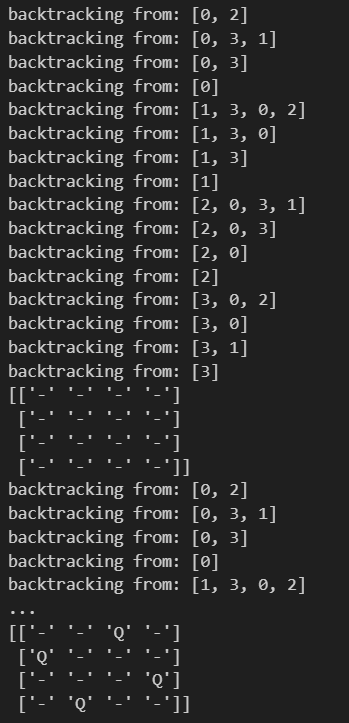 backtracking from: [0, 2]
backtracking from: [0, 3, 1]
backtracking from: [0, 3]
backtracking from: [0]
backtracking from: [1, 3, 0, 2]
backtracking from: [1, 3, 0]
backtracking from: [1, 3]
backtracking from: [1]
backtracking from: [2, 0, 3, 1]
backtracking from: [2, 0, 3]
backtracking from: [2, 0]
backtracking from: [2]
backtracking from: [3, 0, 2]
backtracking from: [3, 0]
backtracking from: [3, 1]
backtracking from: [3]
[['-' '-' '-' '-']
 ['-' '-' '-' '-']
 ['-' '-' '-' '-']
 ['-' '-' '-' '-']]
backtracking from: [0, 2]
backtracking from: [0, 3, 1]
backtracking from: [0, 3]
backtracking from: [0]
backtracking from: [1, 3, 0, 2]
...
[['-' '-' 'Q' '-']
 ['Q' '-' '-' '-']
 ['-' '-' '-' 'Q']
 ['-' 'Q' '-' '-']]